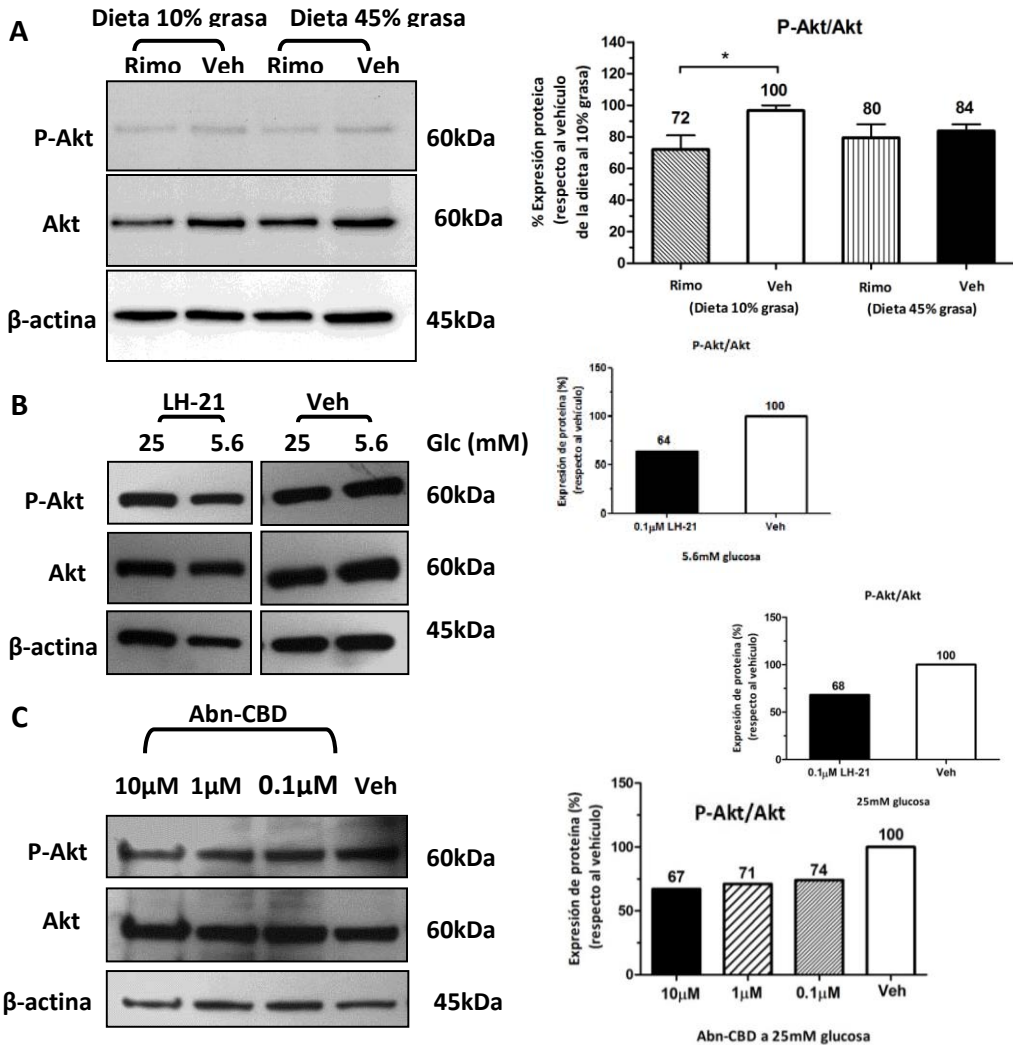 A
Dieta 10% grasa Dieta 45% grasa
Rimo Veh Rimo Veh
P-Akt 60kDa
Akt 60kDa
β-actina 45kDa
P-Akt/Akt
% Expresión proteica
(respecto al vehículo
de la dieta al 10% grasa)
140
120
100
80
60
40
20
0
*
72 100 80 84
Rimo Veh Rimo Veh
(Dieta 10% grasa) (Dieta 45% grasa)
B
LH-21 Veh
25 5.6 25 5.6 Glc (mM)
P-Akt 60kDa
Akt 60kDa
β-actina 45kDa
P-Akt/Akt
Expresión de proteína (%)
(respecto al vehículo)
150
100
50
0
64 100
0.1μM LH-21 Veh
5.6mM glucosa
P-Akt/Akt
Expresión de proteína (%)
(respecto al vehículo)
150
100
50
0
68 100
0.1μM LH-21 Veh
25mM glucosa
C
Abn-CBD
10μM 1μM 0.1μM Veh
P-Akt 60kDa
Akt 60kDa
β-actina 45kDa
P-Akt/Akt
Expresión de proteína (%)
(respecto al vehículo)
150
100
50
0
67 71 74 100
10μM 1μM 0.1μM Veh
Abn-CBD a 25mM glucosa